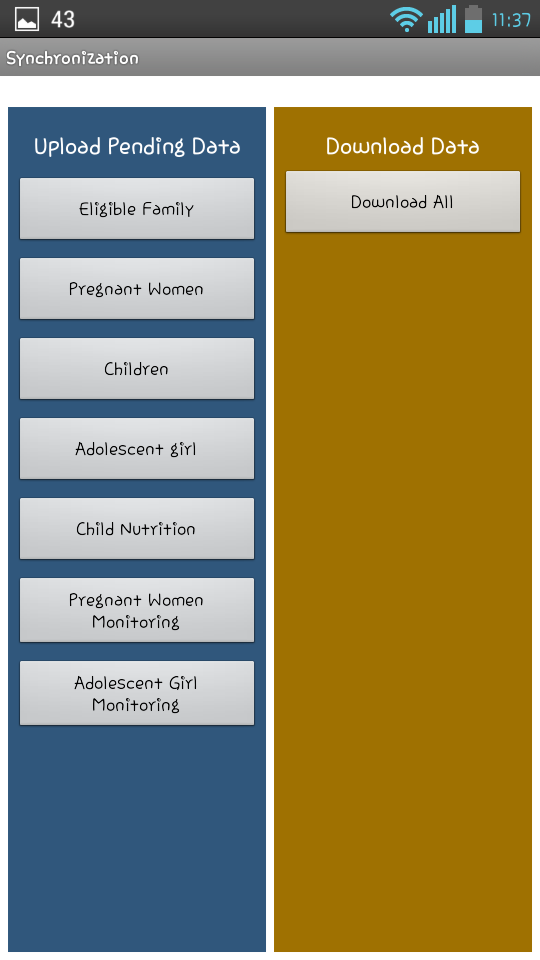 43
11:37
Synchronization
Upload Pending Data
Eligible Family
Pregnant Women
Children
Adolescent girl
Child Nutrition
Pregnant Women
Monitoring
Adolescent Girl
Monitoring
Download Data
Download All